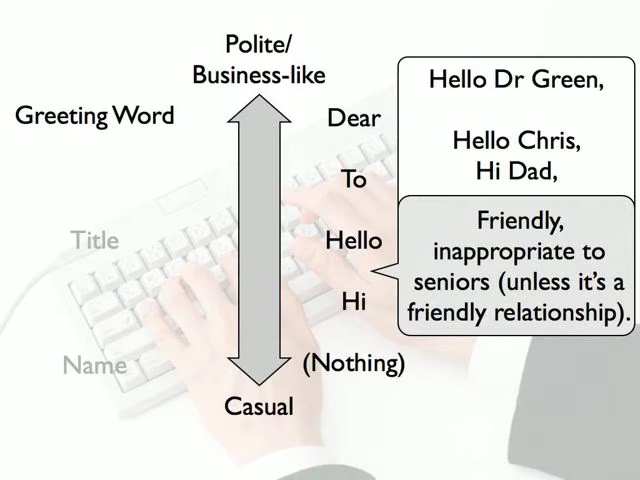 Polite/
Business-like
Greeting Word
Title
Name
Dear
To
Hello
Hi
(Nothing)
Casual
Hello Dr Green,
Hello Chris,
Hi Dad,
Friendly,
inappropriate to
seniors (unless it's a
friendly relationship).